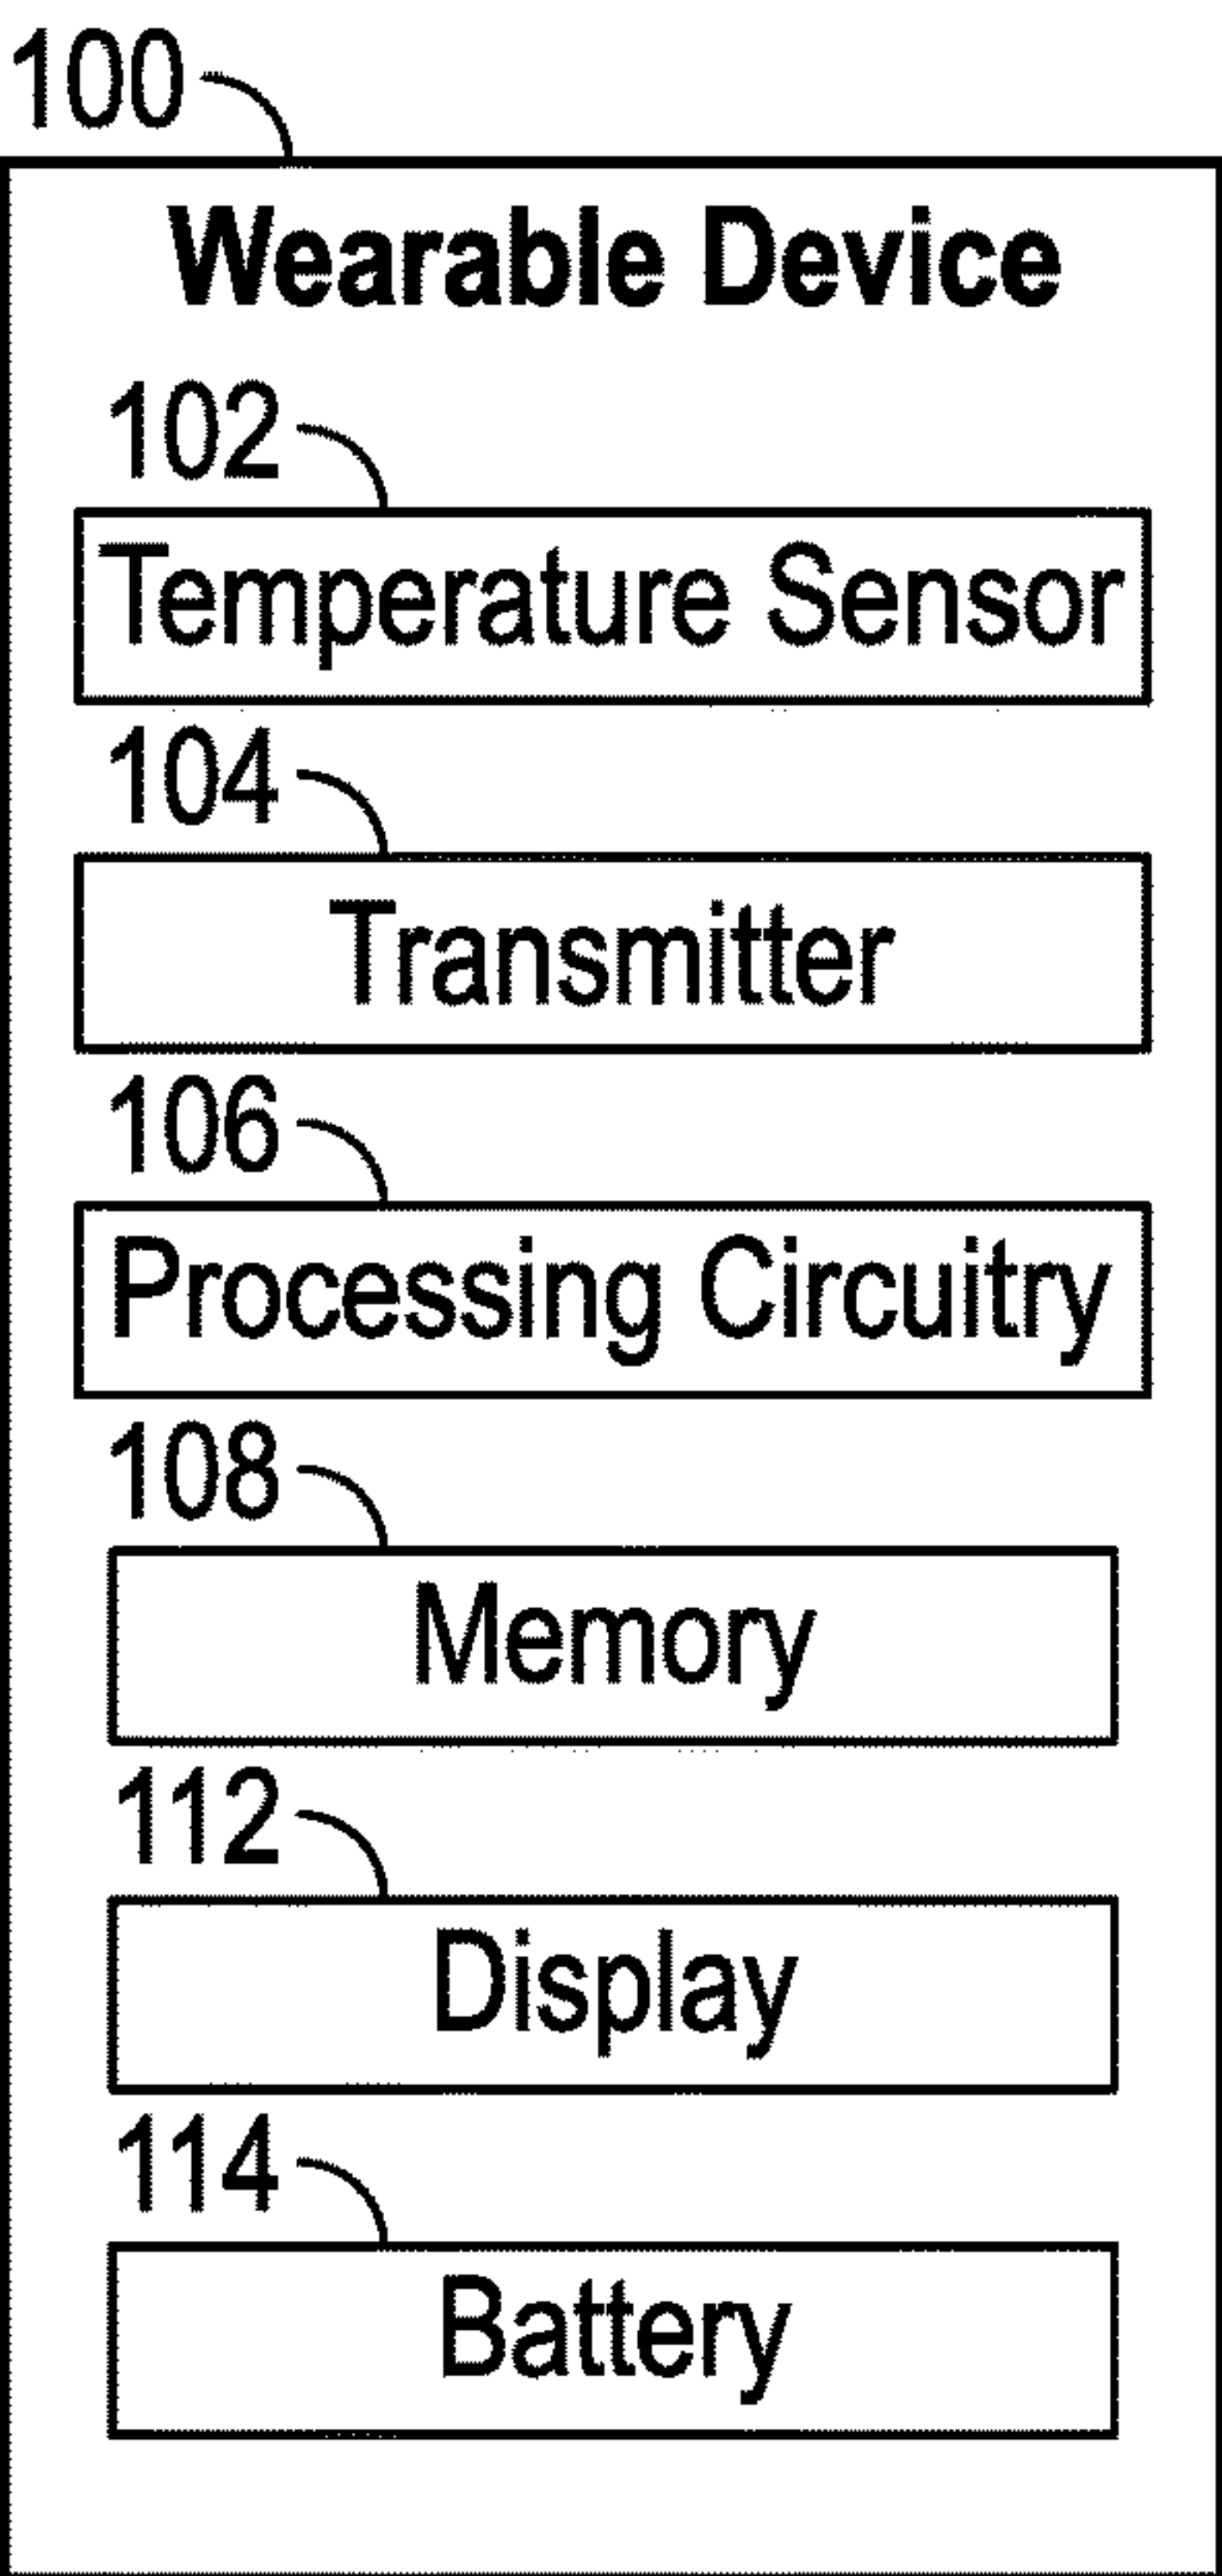 100
Wearable Device
102
Temperature Sensor
104
Transmitter
106
Processing Circuitry
108
Memory
112
Display
114
Battery